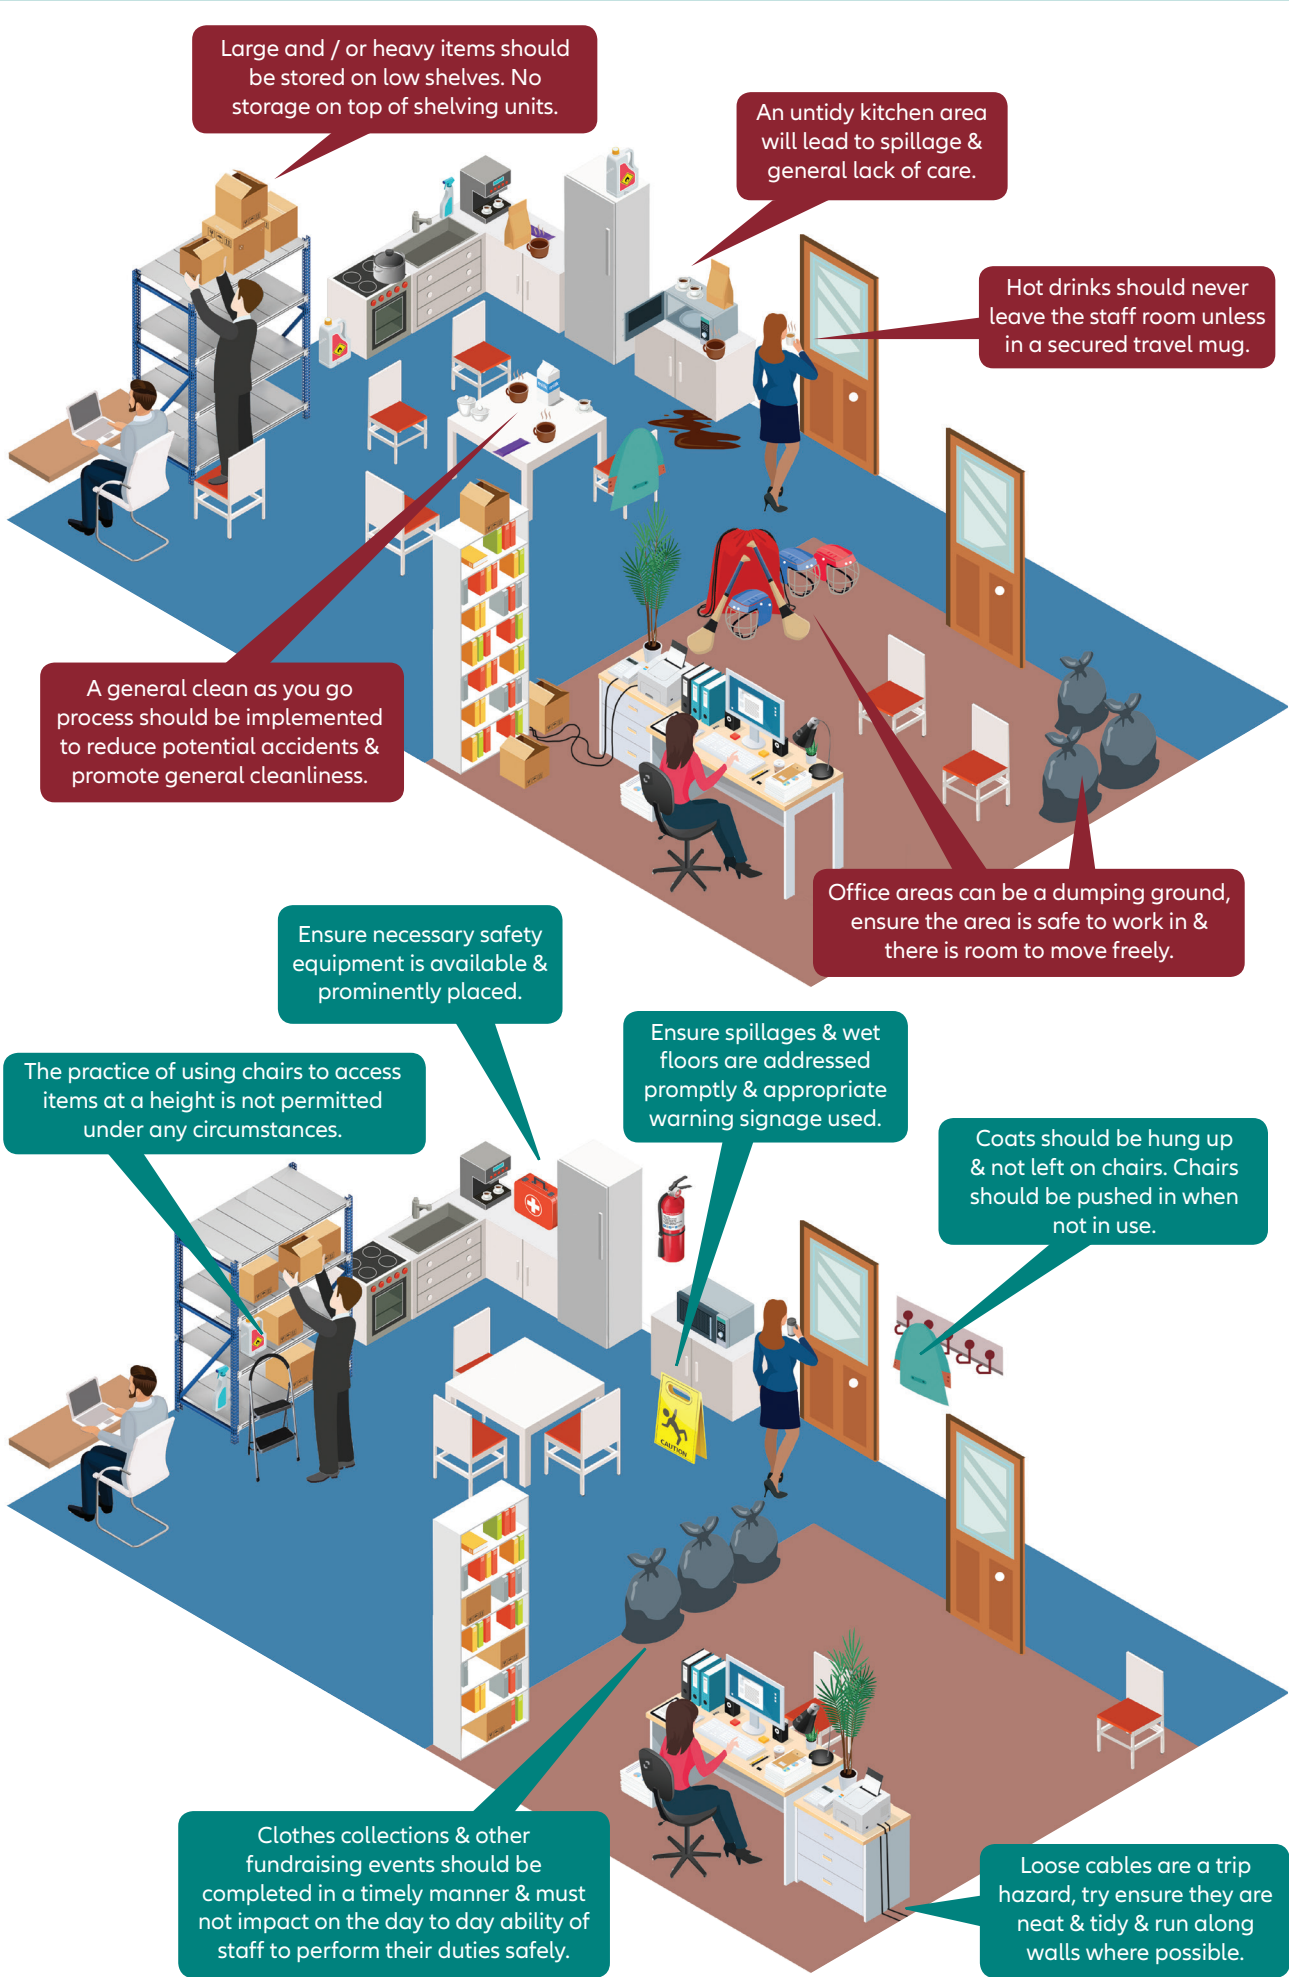 Large and / or heavy items should
be stored on low shelves. No
storage on top of shelving units.
An untidy kitchen area
will lead to spillage &
general lack of care.
Hot drinks should never
leave the staff room unless
in a secured travel mug.
A general clean as you go
process should be implemented
to reduce potential accidents &
promote general cleanliness.
Office areas can be a dumping ground,
ensure the area is safe to work in &
there is room to move freely.
Ensure necessary safety
equipment is available &
prominently placed.
Ensure spillages & wet
floors are addressed
promptly & appropriate
warning signage used.
The practice of using chairs to access
items at a height is not permitted
under any circumstances.
Coats should be hung up
& not left on chairs. Chairs
should be pushed in when
not in use.
CAUTION
Clothes collections & other
fundraising events should be
completed in a timely manner & must
not impact on the day to day ability of
staff to perform their duties safely.
Loose cables are a trip
hazard, try ensure they are
neat & tidy & run along
walls where possible.